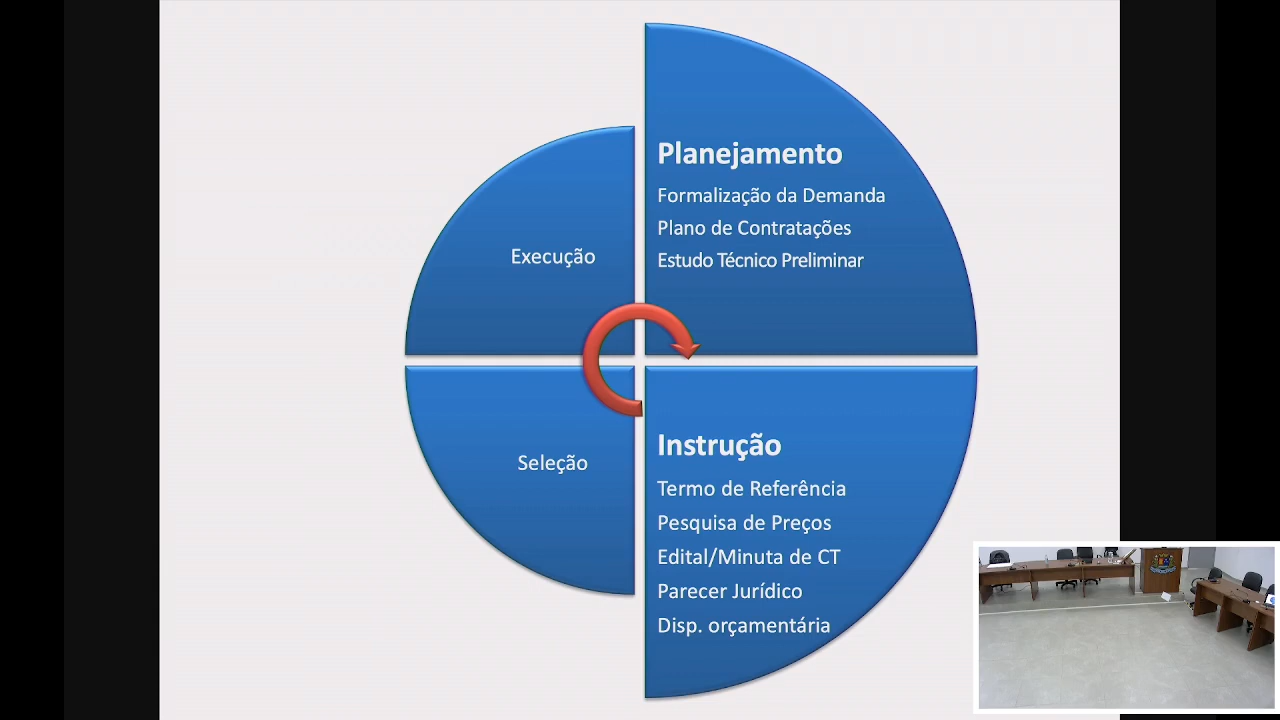 Planejamento
Formalização da Demanda
Plano de Contratações
Estudo Técnico Preliminar
Execução
Instrução
Termo de Referência
Pesquisa de Preços
Edital/Minuta de CT
Parecer Jurídico
Disp. orçamentária
Seleção